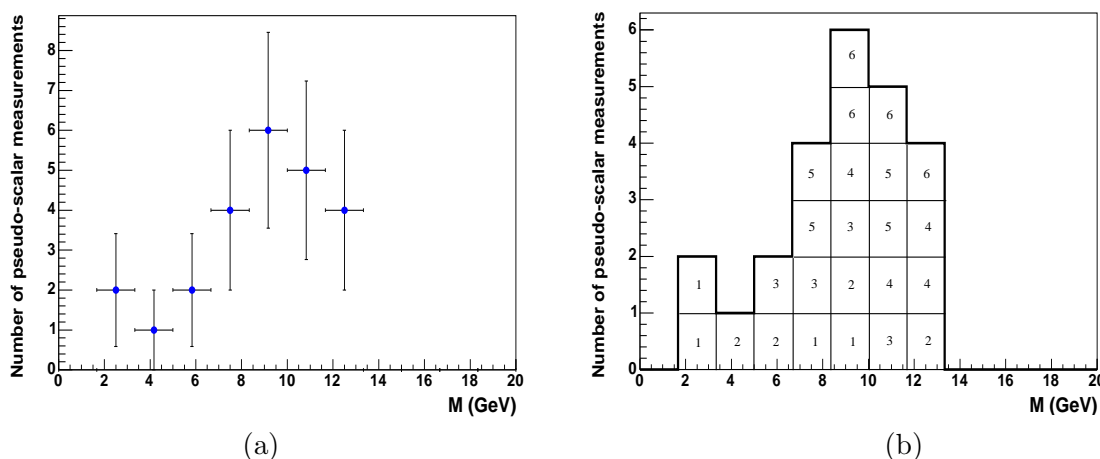 Number of pseudo-scalar measurements
8
7
6
5
4
3
2
1
0
0 2 4 6 8 10 12 14 16 18 20
M (GeV)
(a)
Number of pseudo-scalar measurements
6
5
4
3
2
1
0
6
6 6
5 4 5 6
5 3 5 4
1 3 3 2 4 4
1 2 2 1 1 3 2
0 2 4 6 8 10 12 14 16 18 20
M (GeV)
(b)